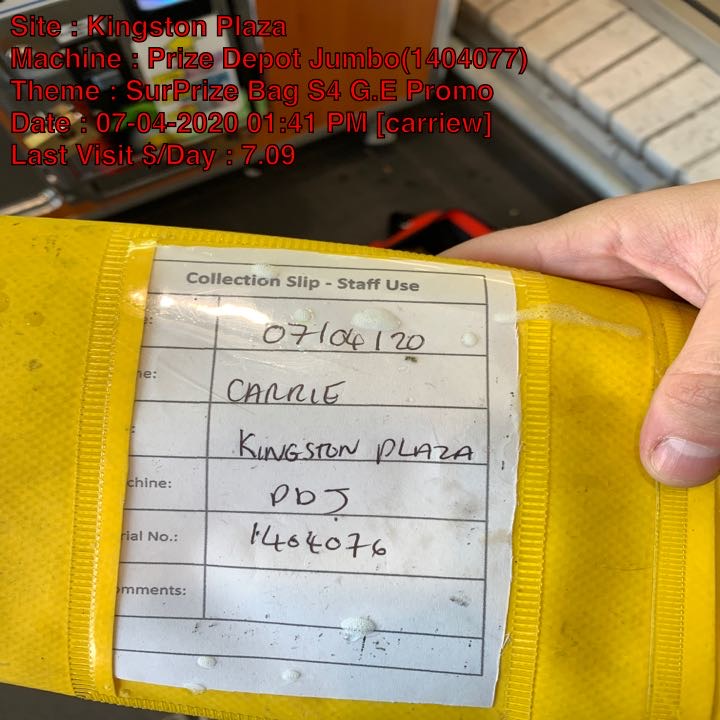 Site : Kingston Plaza
Machine : Prize Depot Jumbo(1404077)
Theme : SurPrize Bag S4 G.E Promo
Date : 07-04-2020 01:41 PM [carriew]
Last Visit $/Day : 7.09
Collection Slip - Staff Use
: 07/04/20
e: CARRIE
: KINGSTON PLAZA
chine: PDJ
ial No.: 1404076
mments: